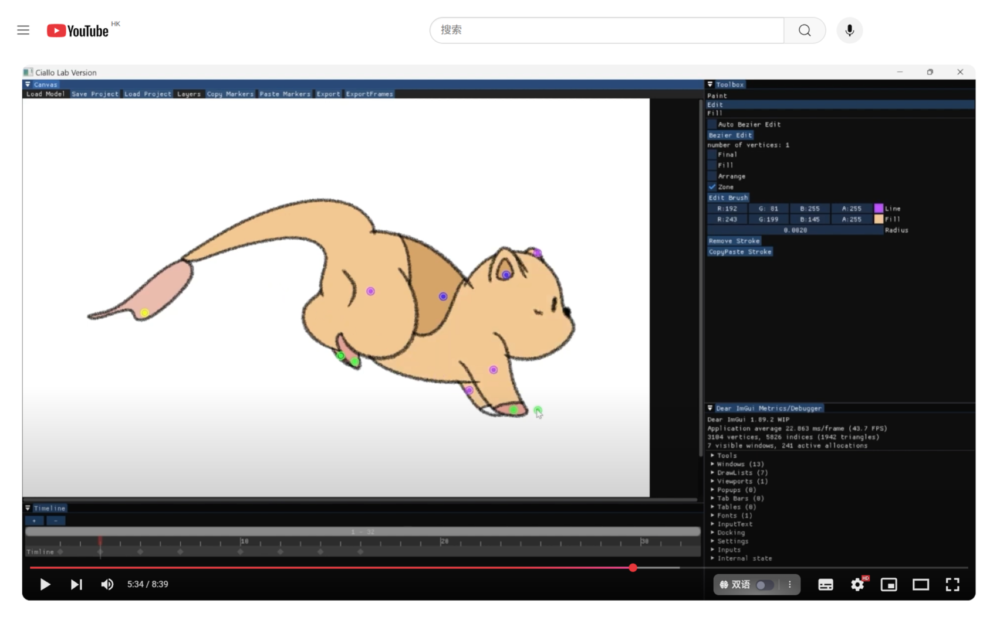 YouTube HK
搜索
Ciallo Lab Version
Canvas
Load Model Save Project Load Project Layers Copy Markers Paste Markers Export ExportFrames
Toolbox
Paint
Edit
Fill
Auto Bezier Edit
Bezier Edit
number of vertices: 1
Final
Fill
Arrange
Zone
Edit Brush
R:192 G: 81 B:255 A:255 Line
R:243 G:199 B:145 A:255 Fill
0.0020 Radius
Remove Stroke
CopyPaste Stroke
Dear ImGui Metrics/Debugger
Dear ImGui 1.89.2 WIP
Application average 22.863 ms/frame (43.7 FPS)
3104 vertices, 5826 indices (1942 triangles)
7 visible windows, 241 active allocations
Tools
Windows (13)
DrawLists (7)
Viewports (1)
Popups (0)
Tab Bars (0)
Tables (0)
Fonts (1)
InputText
Docking
Settings
Inputs
Internal state
Timeline
+ -
1 - 32
10 20 30
Timline
5:34 / 8:39
双语
HD